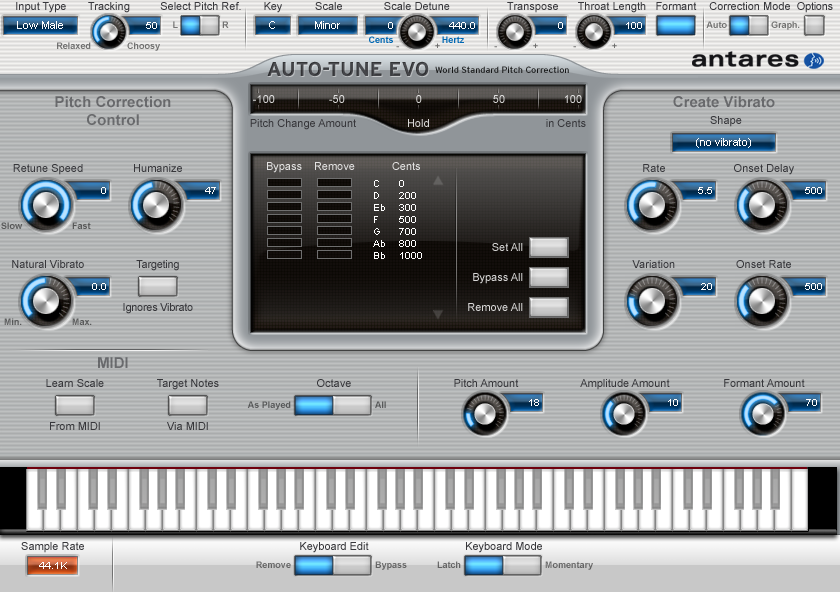 Input Type Tracking Select Pitch Ref. Key Scale Scale Detune Transpose Throat Length Formant Correction Mode Options
Low Male 50 L R C Minor 0 440.0 0 100 Auto Graph.
Relaxed Choosy Cents - + Hertz - + - +
antares
AUTO-TUNE EVO World Standard Pitch Correction
-100 -50 0 50 100
Pitch Change Amount Hold in Cents
Pitch Correction
Control
Retune Speed Humanize
0 47
Slow Fast
Natural Vibrato Targeting
0.0
Min. Max. Ignores Vibrato
Bypass Remove Cents
C 0
D 200
Eb 300
F 500
G 700
Ab 800
Bb 1000
Set All
Bypass All
Remove All
Create Vibrato
Shape
(no vibrato)
Rate Onset Delay
5.5 500
Variation Onset Rate
20 500
MIDI
Learn Scale Target Notes Octave
As Played All
From MIDI Via MIDI
Pitch Amount Amplitude Amount Formant Amount
18 10 70
Sample Rate Keyboard Edit Keyboard Mode
44.1K Remove Bypass Latch Momentary